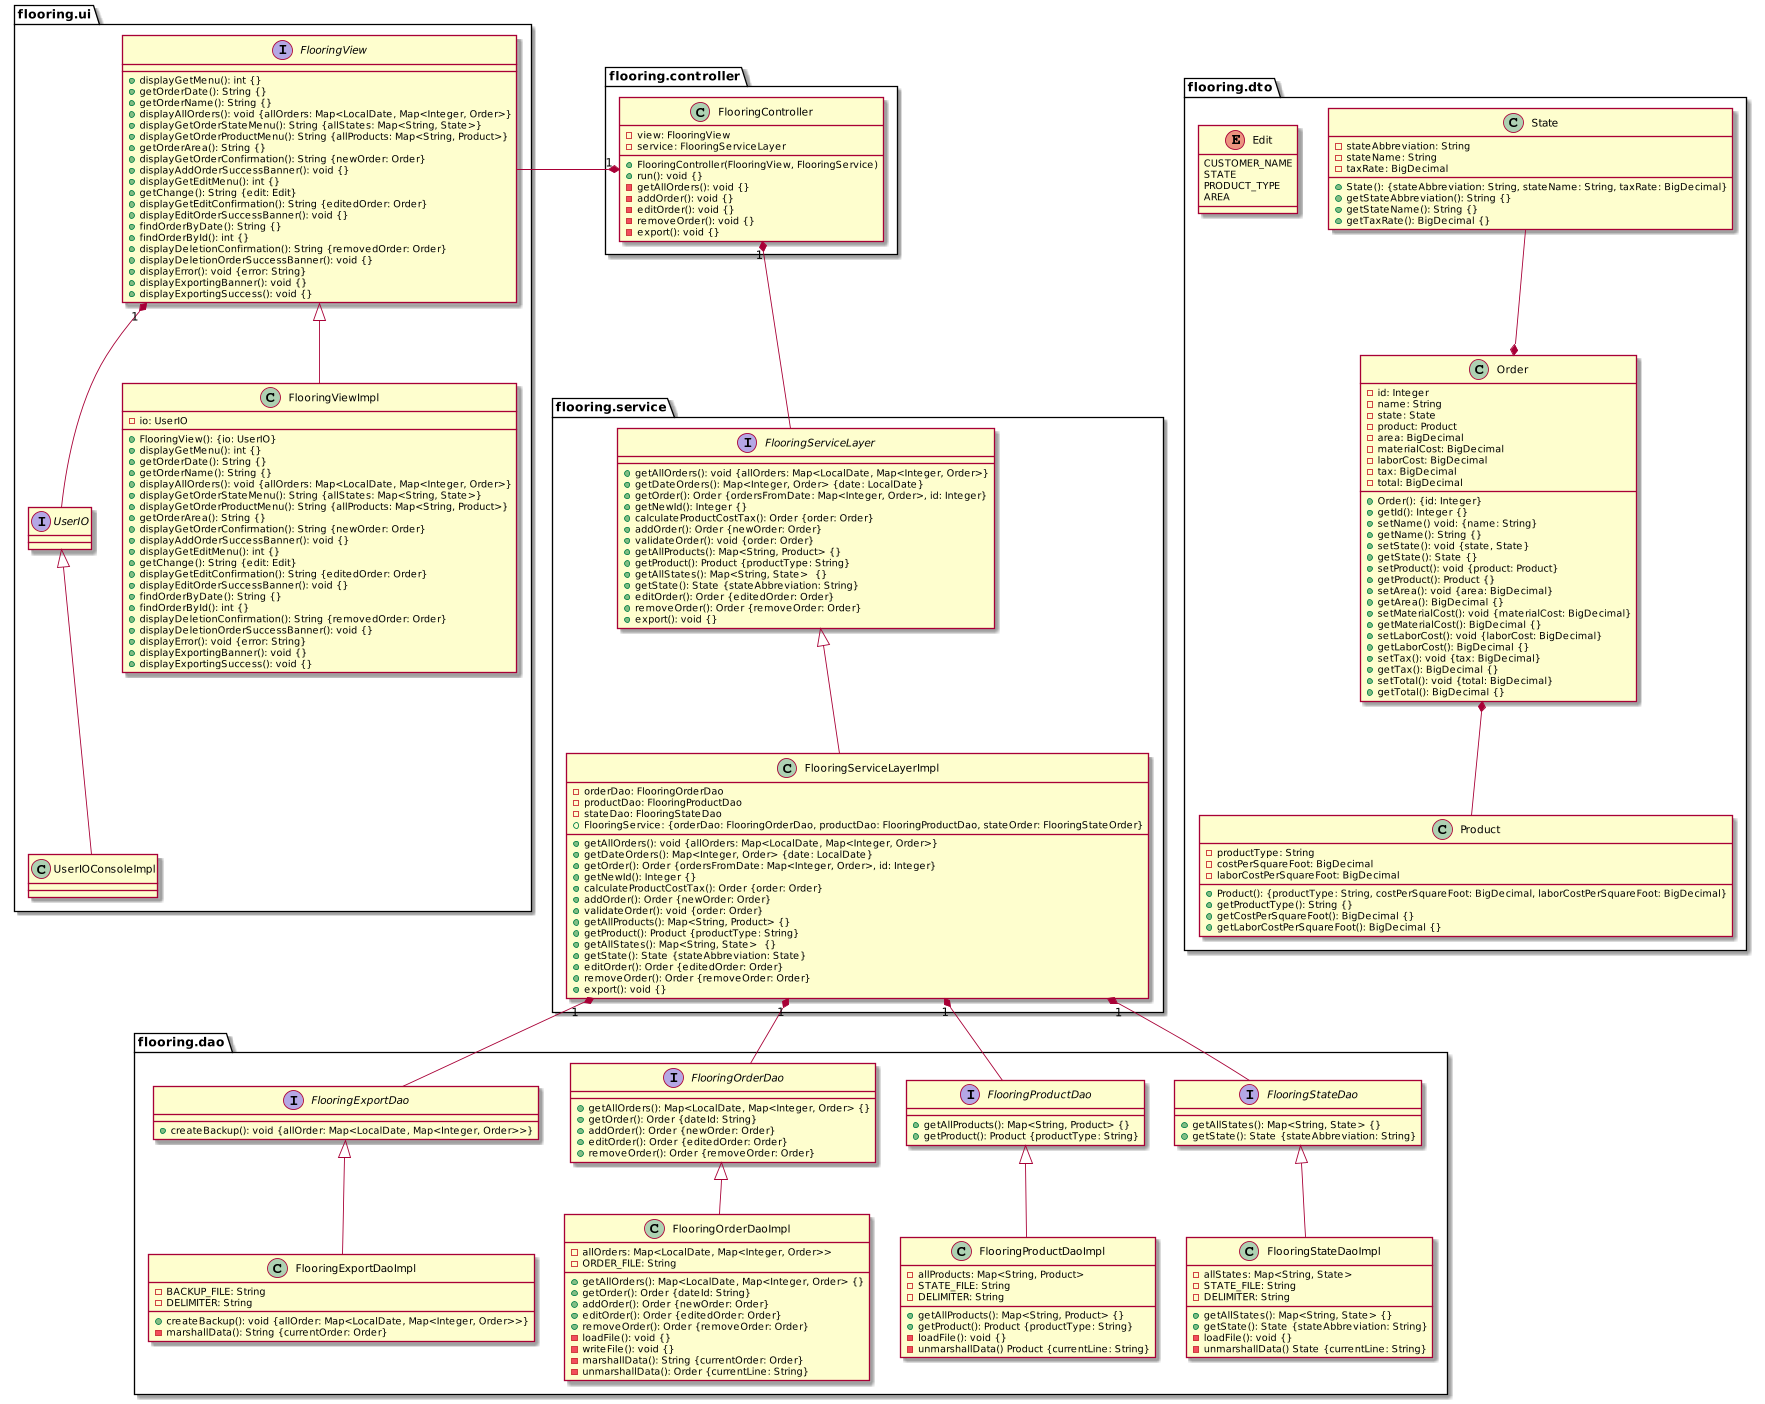 flooring.ui
I FlooringView
displayGetMenu(): int {}
getOrderDate(): String {}
getOrderName(): String {}
displayAllOrders(): void {allOrders: Map<LocalDate, Map<Integer, Order>}
displayGetOrderStateMenu(): String {allStates: Map<String, State>}
displayGetOrderProductMenu(): String {allProducts: Map<String, Product>}
getOrderArea(): String {}
displayGetOrderConfirmation(): String {newOrder: Order}
displayAddOrderSuccessBanner(): void {}
displayGetEditMenu(): int {}
getChange(): String {edit: Edit}
displayGetEditConfirmation(): String {editedOrder: Order}
displayEditOrderSuccessBanner(): void {}
findOrderByDate(): String {}
findOrderById(): int {}
displayDeletionConfirmation(): String {removedOrder: Order}
displayDeletionOrderSuccessBanner(): void {}
displayError(): void {error: String}
displayExportingBanner(): void {}
displayExportingSuccess(): void {}
1
C FlooringViewImpl
io: UserIO
FlooringView(): {io: UserIO}
displayGetMenu(): int {}
getOrderDate(): String {}
getOrderName(): String {}
displayAllOrders(): void {allOrders: Map<LocalDate, Map<Integer, Order>}
displayGetOrderStateMenu(): String {allStates: Map<String, State>}
displayGetOrderProductMenu(): String {allProducts: Map<String, Product>}
getOrderArea(): String {}
displayGetOrderConfirmation(): String {newOrder: Order}
displayAddOrderSuccessBanner(): void {}
displayGetEditMenu(): int {}
getChange(): String {edit: Edit}
displayGetEditConfirmation(): String {editedOrder: Order}
displayEditOrderSuccessBanner(): void {}
findOrderByDate(): String {}
findOrderById(): int {}
displayDeletionConfirmation(): String {removedOrder: Order}
displayDeletionOrderSuccessBanner(): void {}
displayError(): void {error: String}
displayExportingBanner(): void {}
displayExportingSuccess(): void {}
I UserIO
C UserIOConsoleImpl
flooring.controller
C FlooringController
view: FlooringView
service: FlooringServiceLayer
FlooringController(FlooringView, FlooringService)
run(): void {}
getAllOrders(): void {}
addOrder(): void {}
editOrder(): void {}
removeOrder(): void {}
export(): void {}
1
1
flooring.service
I FlooringServiceLayer
getAllOrders(): void {allOrders: Map<LocalDate, Map<Integer, Order>}
getDateOrders(): Map<Integer, Order> {date: LocalDate}
getOrder(): Order {ordersFromDate: Map<Integer, Order>, id: Integer}
getNewId(): Integer {}
calculateProductCostTax(): Order {order: Order}
addOrder(): Order {newOrder: Order}
validateOrder(): void {order: Order}
getAllProducts(): Map<String, Product> {}
getProduct(): Product {productType: String}
getAllStates(): Map<String, State>  {}
getState(): State {stateAbbreviation: String}
editOrder(): Order {editedOrder: Order}
removeOrder(): Order {removeOrder: Order}
export(): void {}
C FlooringServiceLayerImpl
orderDao: FlooringOrderDao
productDao: FlooringProductDao
stateDao: FlooringStateDao
FlooringService: {orderDao: FlooringOrderDao, productDao: FlooringProductDao, stateOrder: FlooringStateOrder}
getAllOrders(): void {allOrders: Map<LocalDate, Map<Integer, Order>}
getDateOrders(): Map<Integer, Order> {date: LocalDate}
getOrder(): Order {ordersFromDate: Map<Integer, Order>, id: Integer}
getNewId(): Integer {}
calculateProductCostTax(): Order {order: Order}
addOrder(): Order {newOrder: Order}
validateOrder(): void {order: Order}
getAllProducts(): Map<String, Product> {}
getProduct(): Product {productType: String}
getAllStates(): Map<String, State>  {}
getState(): State {stateAbbreviation: State}
editOrder(): Order {editedOrder: Order}
removeOrder(): Order {removeOrder: Order}
export(): void {}
1
1
1
1
flooring.dto
E Edit
CUSTOMER_NAME
STATE
PRODUCT_TYPE
AREA
C State
stateAbbreviation: String
stateName: String
taxRate: BigDecimal
State(): {stateAbbreviation: String, stateName: String, taxRate: BigDecimal}
getStateAbbreviation(): String {}
getStateName(): String {}
getTaxRate(): BigDecimal {}
C Order
id: Integer
name: String
state: State
product: Product
area: BigDecimal
materialCost: BigDecimal
laborCost: BigDecimal
tax: BigDecimal
total: BigDecimal
Order(): {id: Integer}
getId(): Integer {}
setName() void: {name: String}
getName(): String {}
setState(): void {state, State}
getState(): State {}
setProduct(): void {product: Product}
getProduct(): Product {}
setArea(): void {area: BigDecimal}
getArea(): BigDecimal {}
setMaterialCost(): void {materialCost: BigDecimal}
getMaterialCost(): BigDecimal {}
setLaborCost(): void {laborCost: BigDecimal}
getLaborCost(): BigDecimal {}
setTax(): void {tax: BigDecimal}
getTax(): BigDecimal {}
setTotal(): void {total: BigDecimal}
getTotal(): BigDecimal {}
C Product
productType: String
costPerSquareFoot: BigDecimal
laborCostPerSquareFoot: BigDecimal
Product(): {productType: String, costPerSquareFoot: BigDecimal, laborCostPerSquareFoot: BigDecimal}
getProductType(): String {}
getCostPerSquareFoot(): BigDecimal {}
getLaborCostPerSquareFoot(): BigDecimal {}
flooring.dao
I FlooringExportDao
createBackup(): void {allOrder: Map<LocalDate, Map<Integer, Order>>}
I FlooringOrderDao
getAllOrders(): Map<LocalDate, Map<Integer, Order> {}
getOrder(): Order {dateId: String}
addOrder(): Order {newOrder: Order}
editOrder(): Order {editedOrder: Order}
removeOrder(): Order {removeOrder: Order}
I FlooringProductDao
getAllProducts(): Map<String, Product> {}
getProduct(): Product {productType: String}
I FlooringStateDao
getAllStates(): Map<String, State> {}
getState(): State {stateAbbreviation: String}
C FlooringExportDaoImpl
BACKUP_FILE: String
DELIMITER: String
createBackup(): void {allOrder: Map<LocalDate, Map<Integer, Order>>}
marshallData(): String {currentOrder: Order}
C FlooringOrderDaoImpl
allOrders: Map<LocalDate, Map<Integer, Order>>
ORDER_FILE: String
getAllOrders(): Map<LocalDate, Map<Integer, Order> {}
getOrder(): Order {dateId: String}
addOrder(): Order {newOrder: Order}
editOrder(): Order {editedOrder: Order}
removeOrder(): Order {removeOrder: Order}
loadFile(): void {}
writeFile(): void {}
marshallData(): String {currentOrder: Order}
unmarshallData(): Order {currentLine: String}
C FlooringProductDaoImpl
allProducts: Map<String, Product>
STATE_FILE: String
DELIMITER: String
getAllProducts(): Map<String, Product> {}
getProduct(): Product {productType: String}
loadFile(): void {}
unmarshallData() Product {currentLine: String}
C FlooringStateDaoImpl
allStates: Map<String, State>
STATE_FILE: String
DELIMITER: String
getAllStates(): Map<String, State> {}
getState(): State {stateAbbreviation: String}
loadFile(): void {}
unmarshallData() State {currentLine: String}